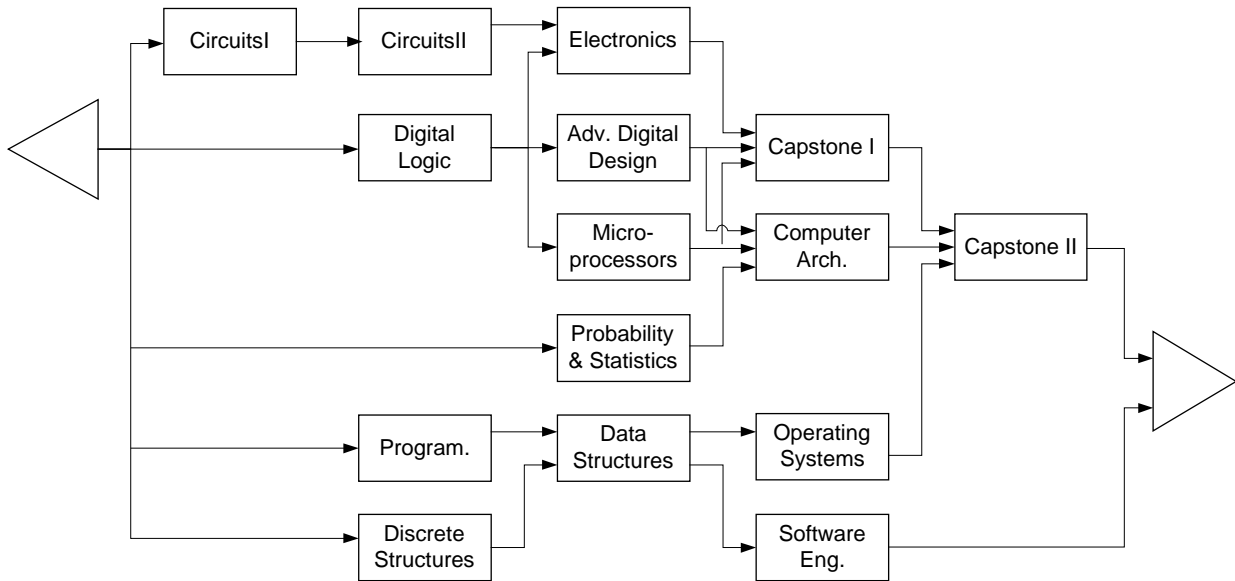 CircuitsI
CircuitsII
Electronics
Digital
Logic
Adv. Digital
Design
Capstone I
Micro-
processors
Computer
Arch.
Capstone II
Probability
& Statistics
Program.
Data
Structures
Operating
Systems
Discrete
Structures
Software
Eng.